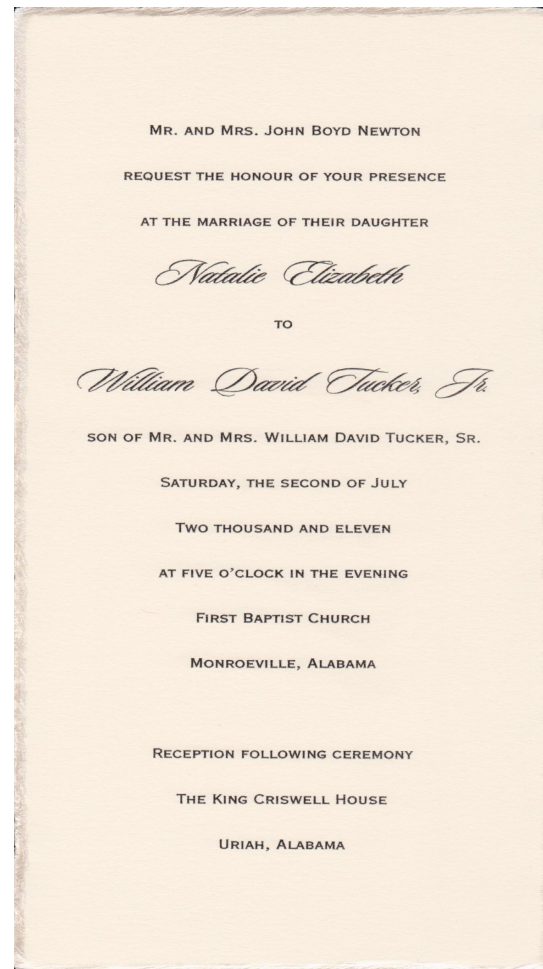 Mr. and Mrs. John Boyd Newton
request the honour of your presence
at the marriage of their daughter
Natalie Elizabeth
to
William David Tucker, Jr.
son of Mr. and Mrs. William David Tucker, Sr.
Saturday, the second of July
Two thousand and eleven
at five o'clock in the evening
First Baptist Church
Monroeville, Alabama
Reception following ceremony
The King Criswell House
Uriah, Alabama